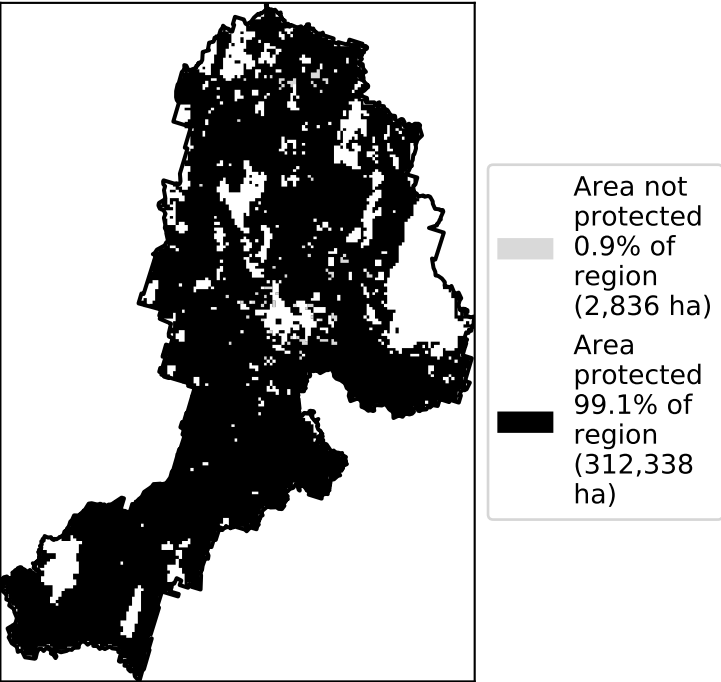 Area not
protected
0.9% of
region
(2,836 ha)
Area
protected
99.1% of
region
(312,338
ha)